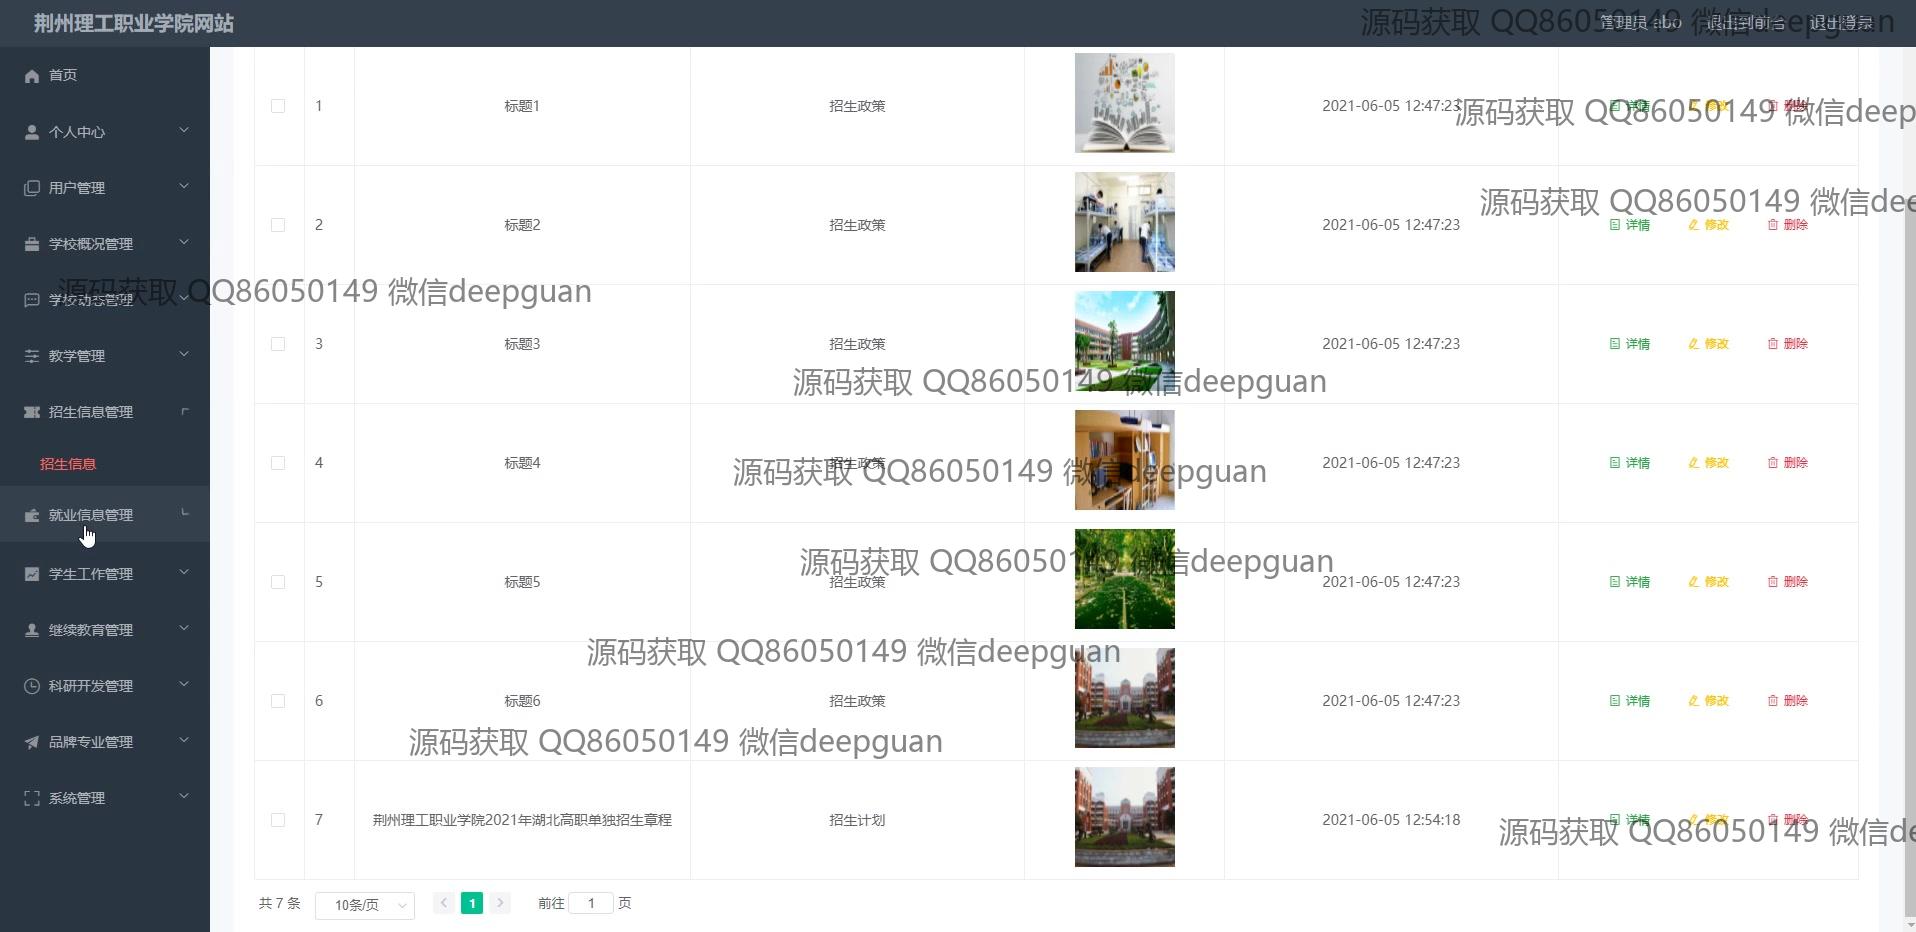 荆州理工职业学院网站
源码获取 QQ86050149 微信deepguan
管理员 abo 退出到前台 退出登录
首页
个人中心
用户管理
学校概况管理
学校动态管理
教学管理
招生信息管理
招生信息
就业信息管理
学生工作管理
继续教育管理
科研开发管理
品牌专业管理
系统管理
1 标题1 招生政策 2021-06-05 12:47:23 详情 修改 删除
源码获取 QQ86050149 微信deep
2 标题2 招生政策 2021-06-05 12:47:23 详情 修改 删除
源码获取 QQ86050149 微信dee
源码获取 QQ86050149 微信deepguan
3 标题3 招生政策 2021-06-05 12:47:23 详情 修改 删除
源码获取 QQ86050149 微信deepguan
4 标题4 招生政策 2021-06-05 12:47:23 详情 修改 删除
源码获取 QQ86050149 微信deepguan
5 标题5 招生政策 2021-06-05 12:47:23 详情 修改 删除
源码获取 QQ86050149 微信deepguan
源码获取 QQ86050149 微信deepguan
6 标题6 招生政策 2021-06-05 12:47:23 详情 修改 删除
源码获取 QQ86050149 微信deepguan
7 荆州理工职业学院2021年湖北高职单独招生章程 招生计划 2021-06-05 12:54:18 详情 修改 删除
源码获取 QQ86050149 微信de
共 7 条 10条/页 1 前往 1 页